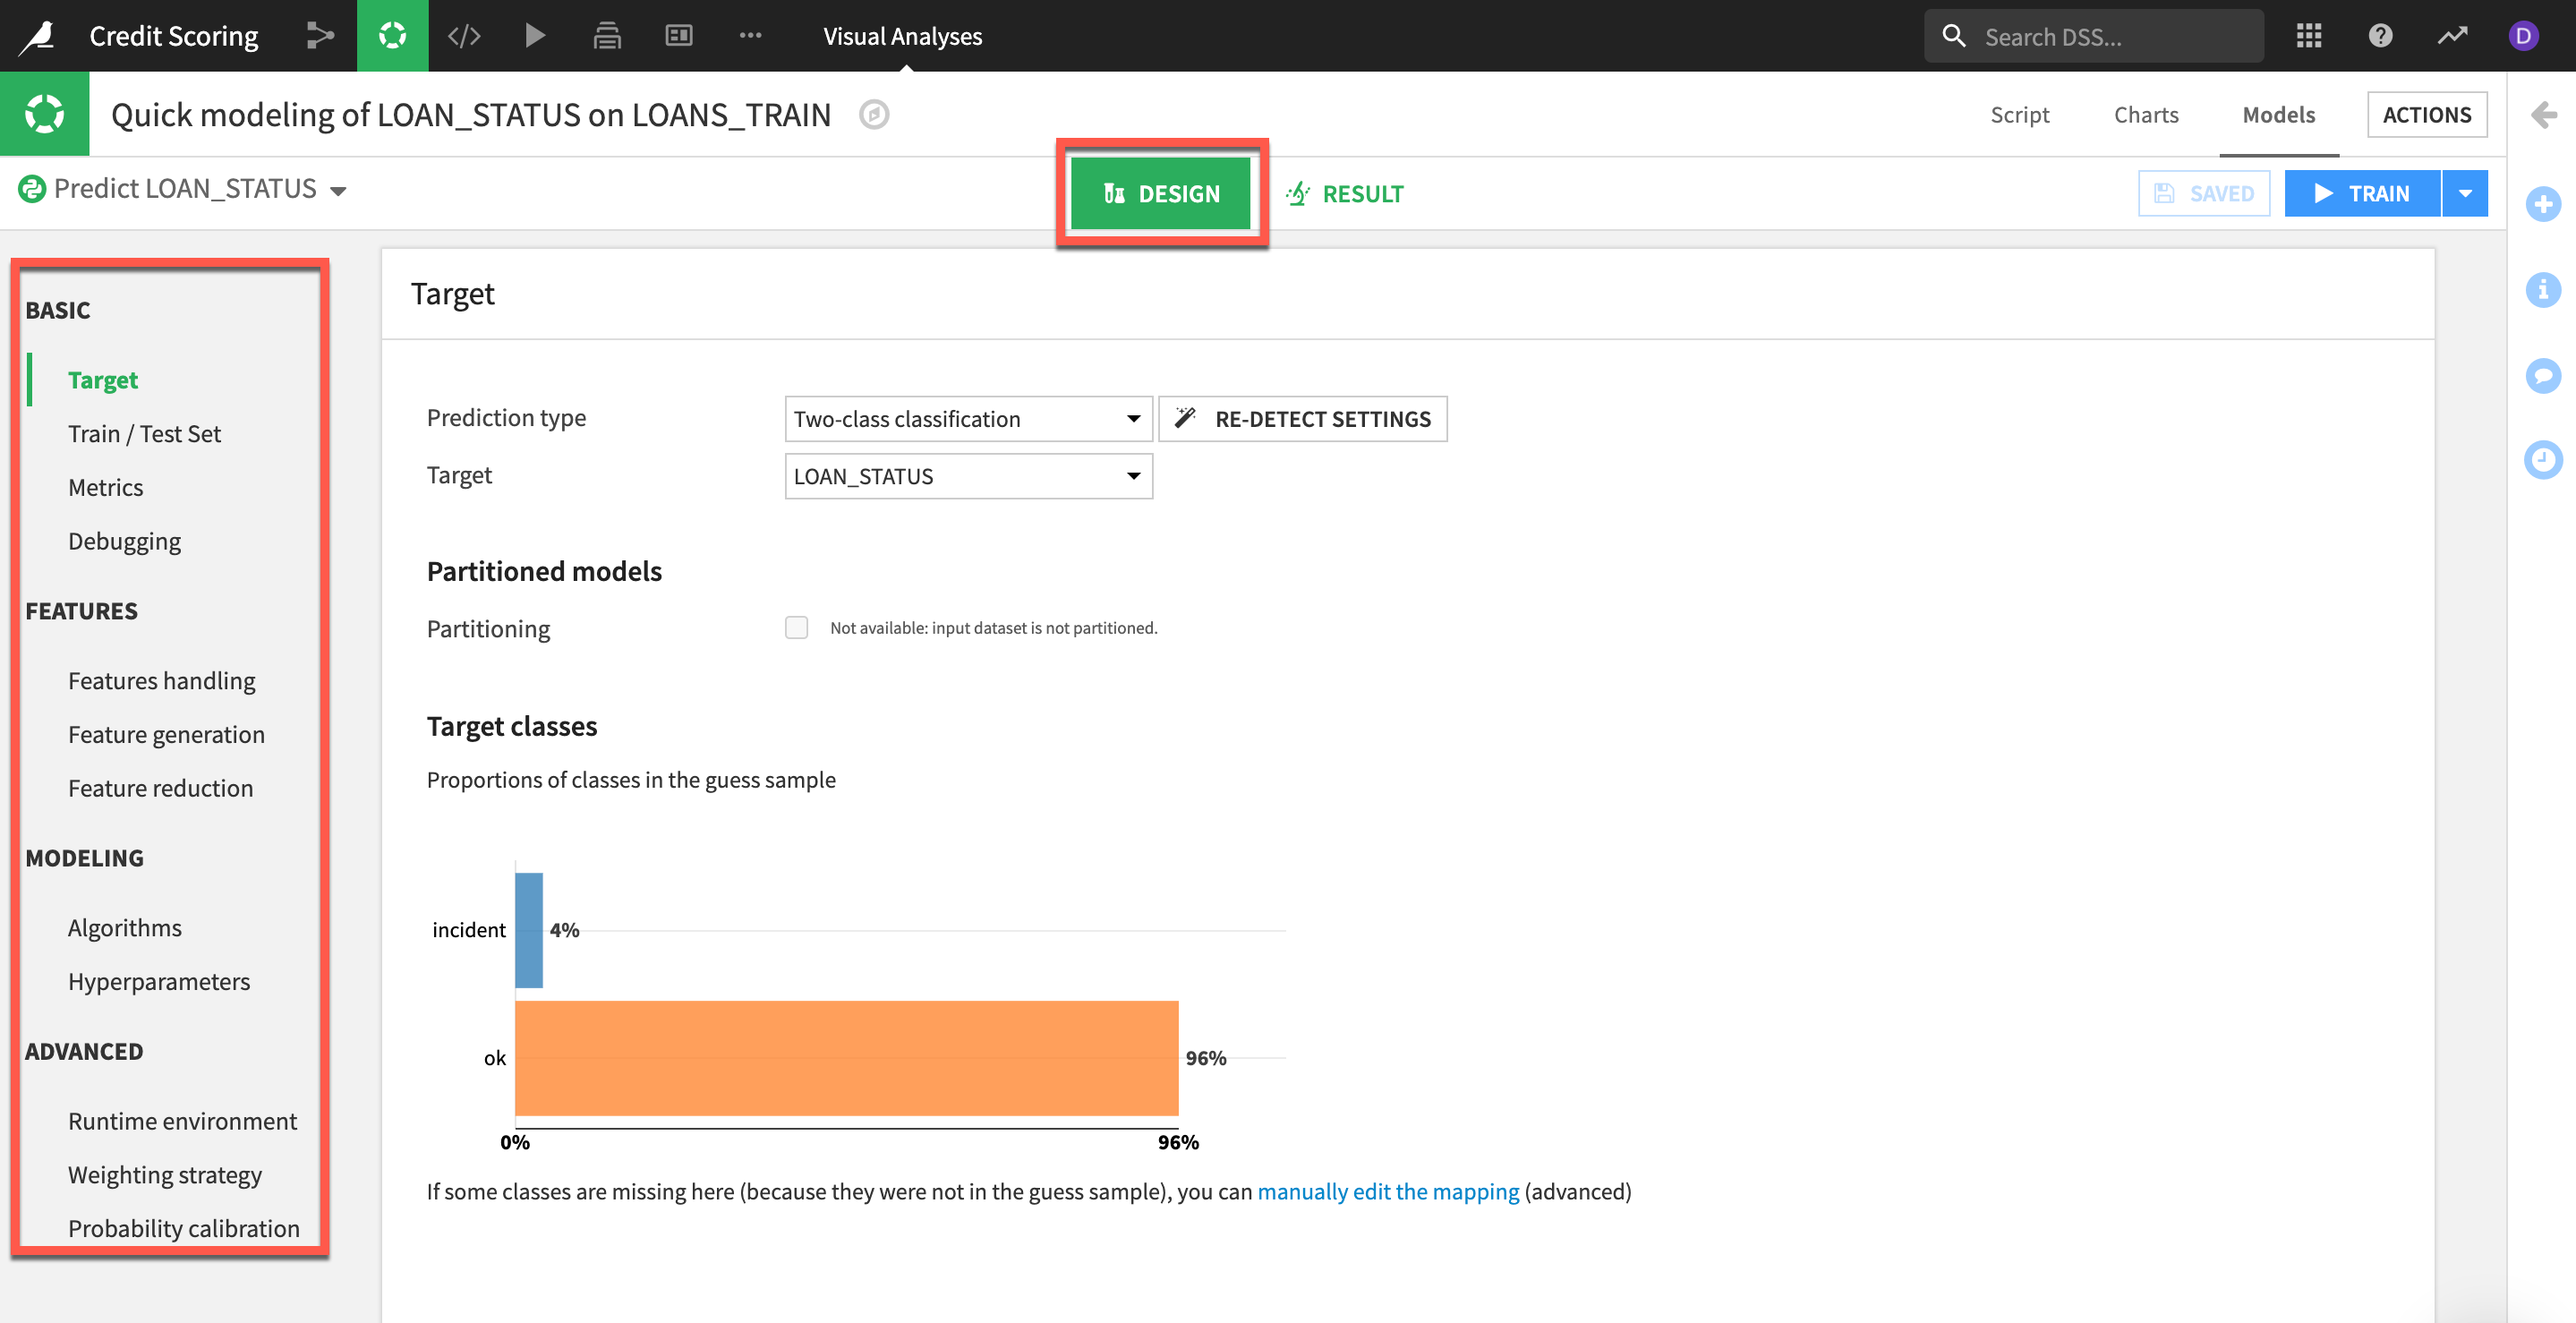 Credit Scoring
Visual Analyses
Search DSS...
D
Quick modeling of LOAN_STATUS on LOANS_TRAIN
Script
Charts
Models
ACTIONS
Predict LOAN_STATUS
DESIGN
RESULT
SAVED
TRAIN
BASIC
Target
Train / Test Set
Metrics
Debugging
FEATURES
Features handling
Feature generation
Feature reduction
MODELING
Algorithms
Hyperparameters
ADVANCED
Runtime environment
Weighting strategy
Probability calibration
Target
Prediction type
Two-class classification
RE-DETECT SETTINGS
Target
LOAN_STATUS
Partitioned models
Partitioning
Not available: input dataset is not partitioned.
Target classes
Proportions of classes in the guess sample
incident
4%
ok
96%
0%
96%
If some classes are missing here (because they were not in the guess sample), you can manually edit the mapping (advanced)